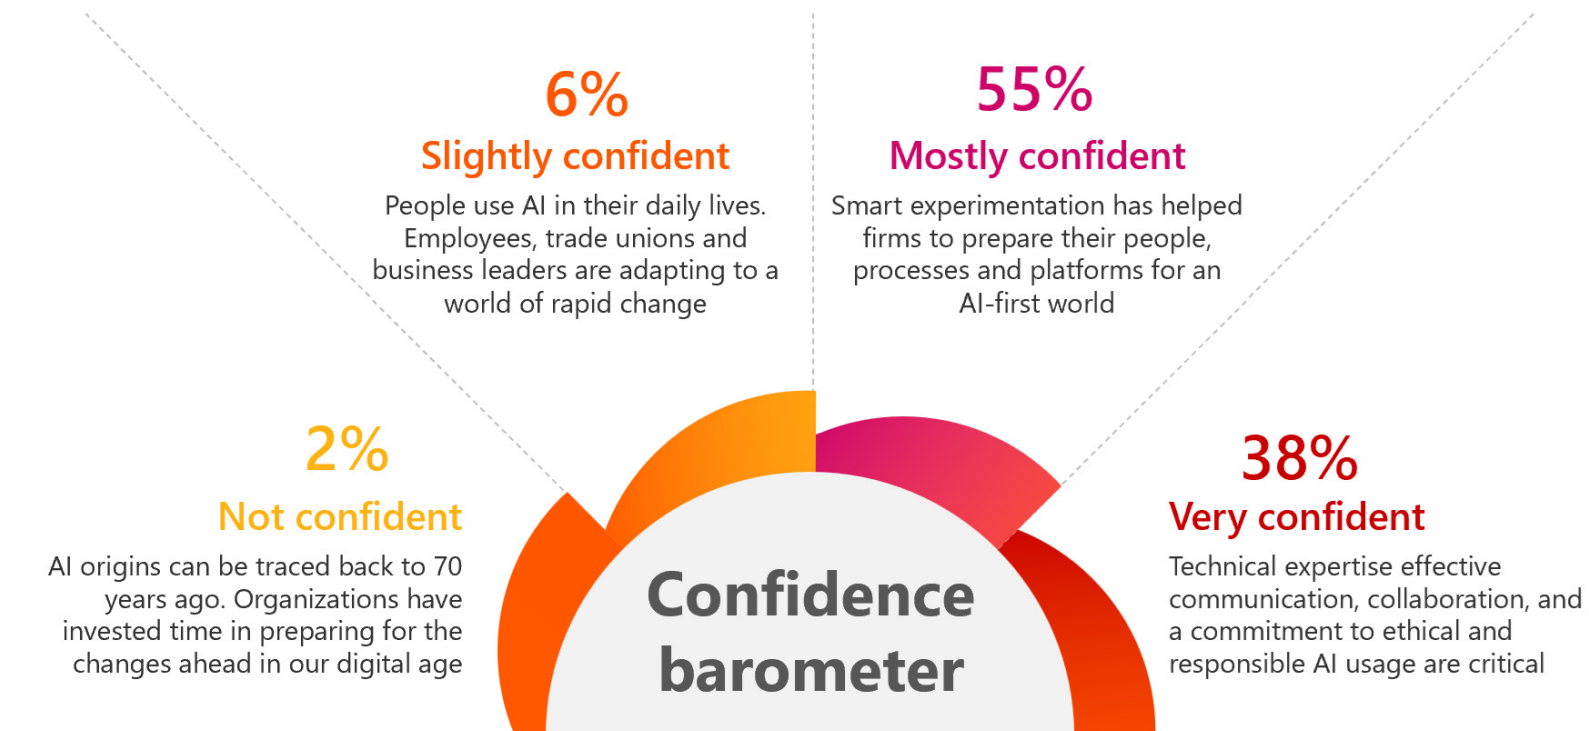 6%
Slightly confident
People use AI in their daily lives.
Employees, trade unions and
business leaders are adapting to a
world of rapid change
55%
Mostly confident
Smart experimentation has helped
firms to prepare their people,
processes and platforms for an
AI-first world
2%
Not confident
AI origins can be traced back to 70
years ago. Organizations have
invested time in preparing for the
changes ahead in our digital age
Confidence
barometer
38%
Very confident
Technical expertise effective
communication, collaboration, and
a commitment to ethical and
responsible AI usage are critical